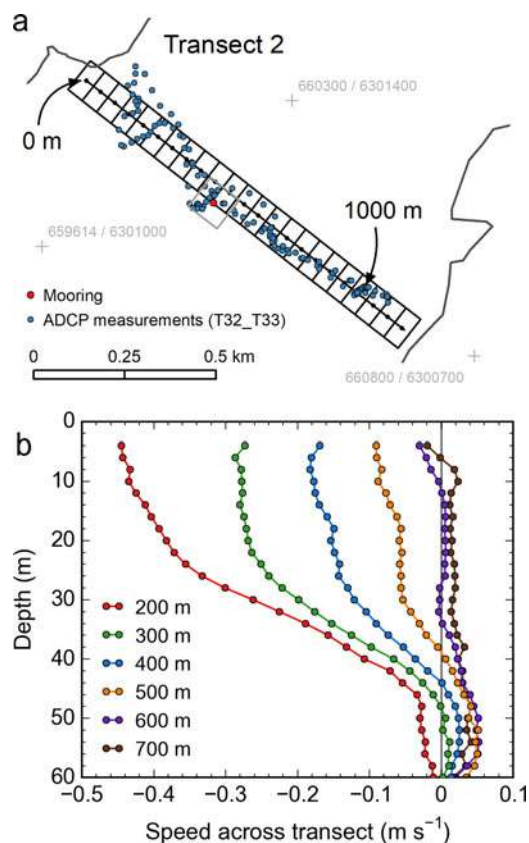 a
Transect 2
660300 / 6301400
0 m
1000 m
659614 / 6301000
Mooring
ADCP measurements (T32_T33)
0 0.25 0.5 km
660800 / 6300700
b
0
10
20
30
40
50
60
Depth (m)
200 m
300 m
400 m
500 m
600 m
700 m
−0.5 −0.4 −0.3 −0.2 −0.1 0 0.1
Speed across transect (m s⁻¹)